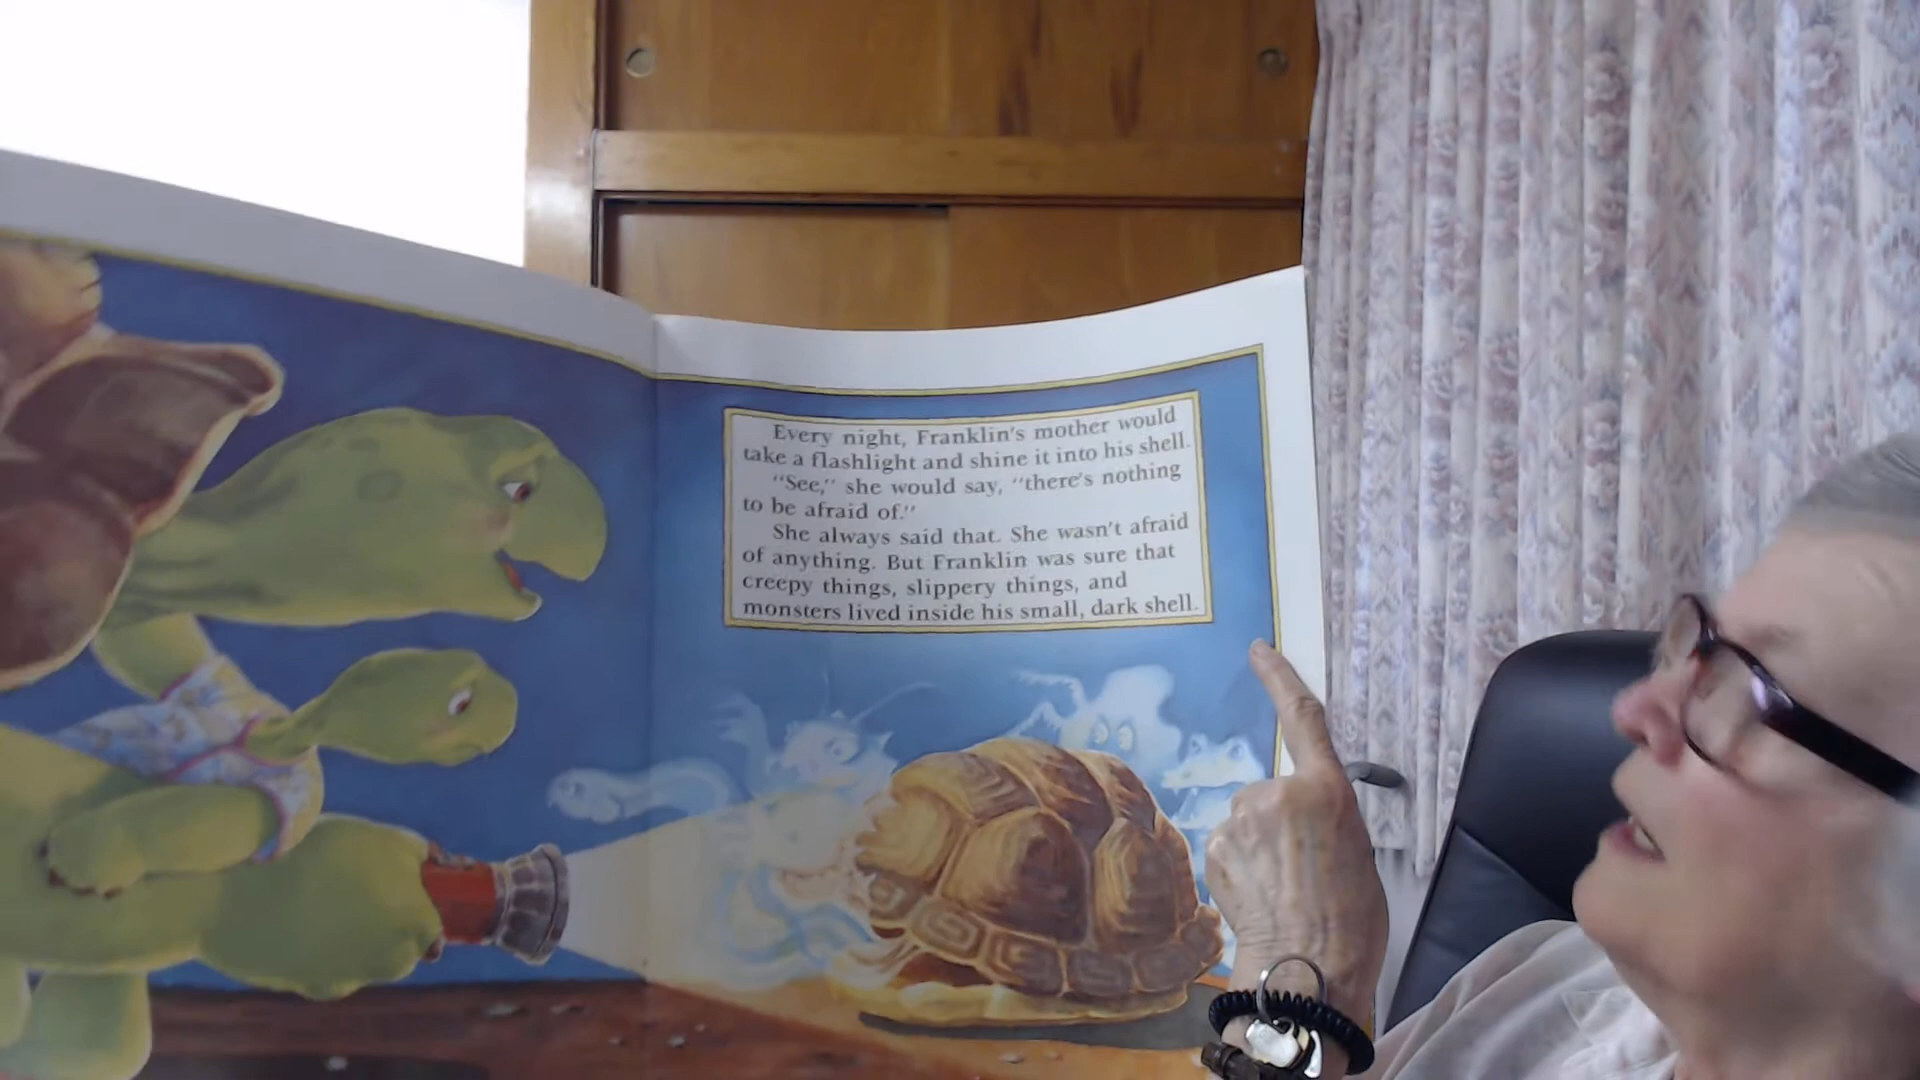 Every night, Franklin's mother would
take a flashlight and shine it into his shell.
"See," she would say, "there's nothing
to be afraid of."
She always said that. She wasn't afraid
of anything. But Franklin was sure that
creepy things, slippery things, and
monsters lived inside his small, dark shell.